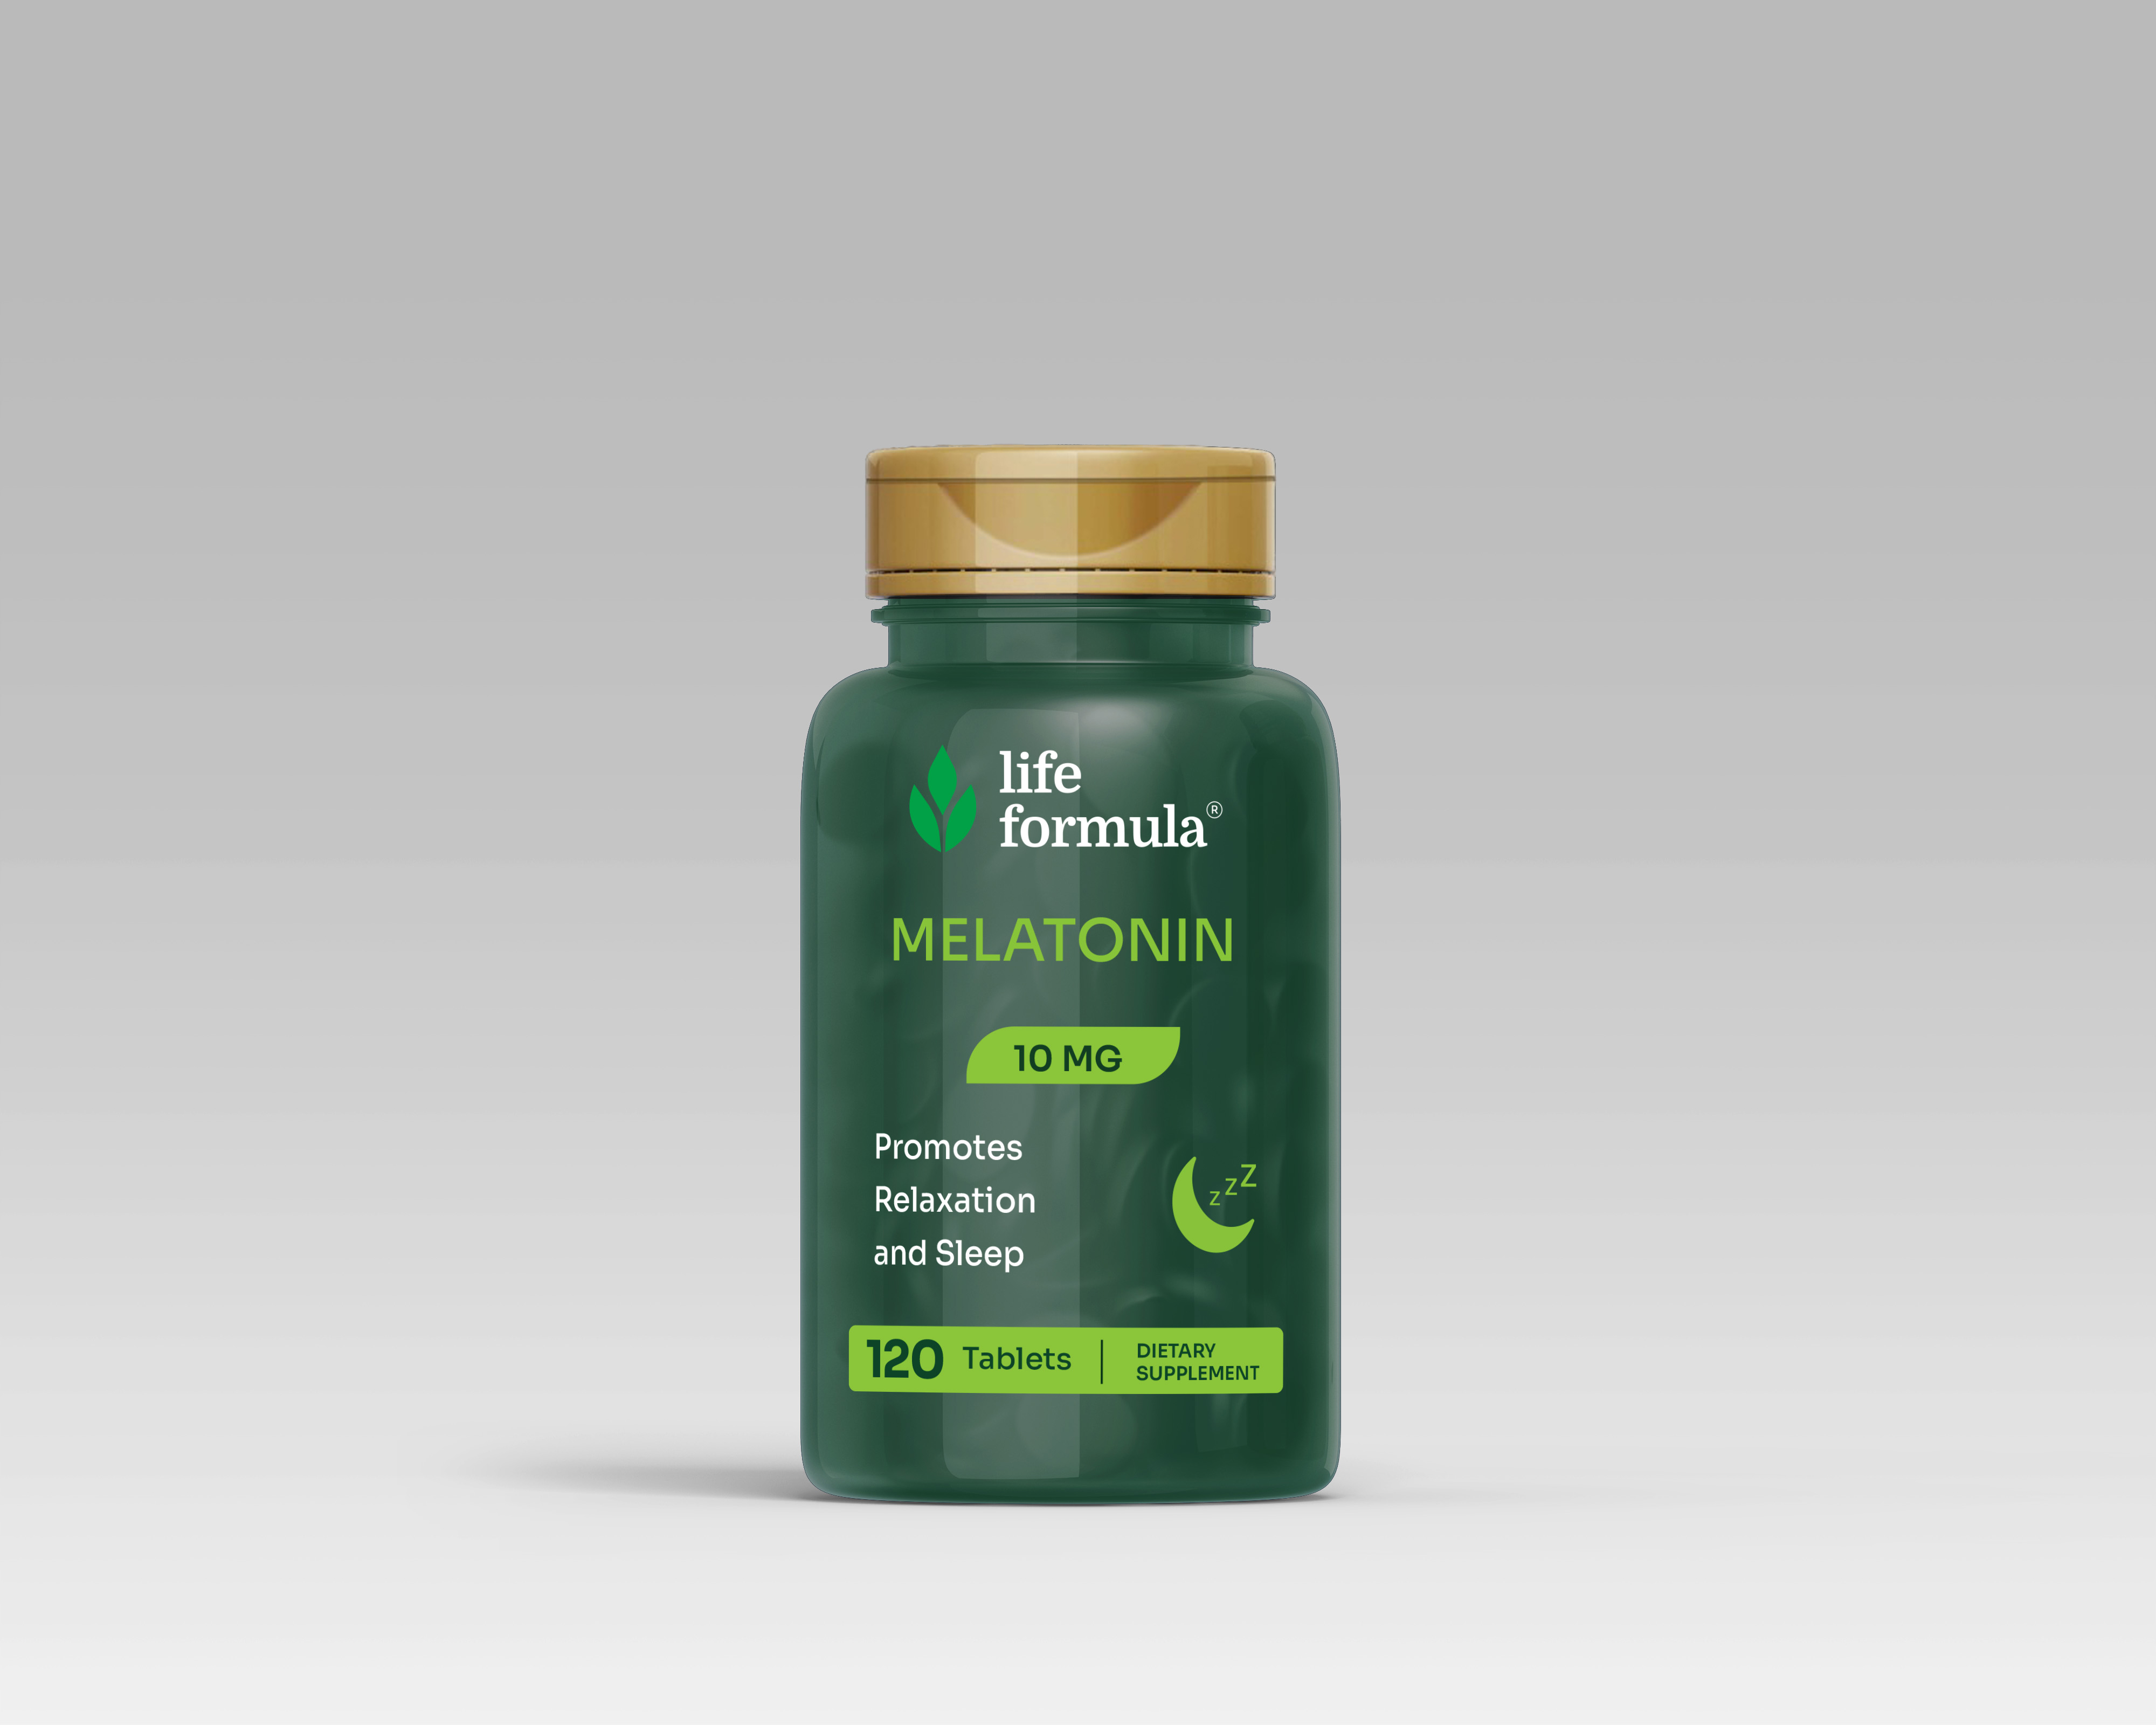 life
formula®
MELATONIN
10 MG
Promotes
Relaxation
and Sleep
z z Z
120 Tablets | DIETARY
SUPPLEMENT